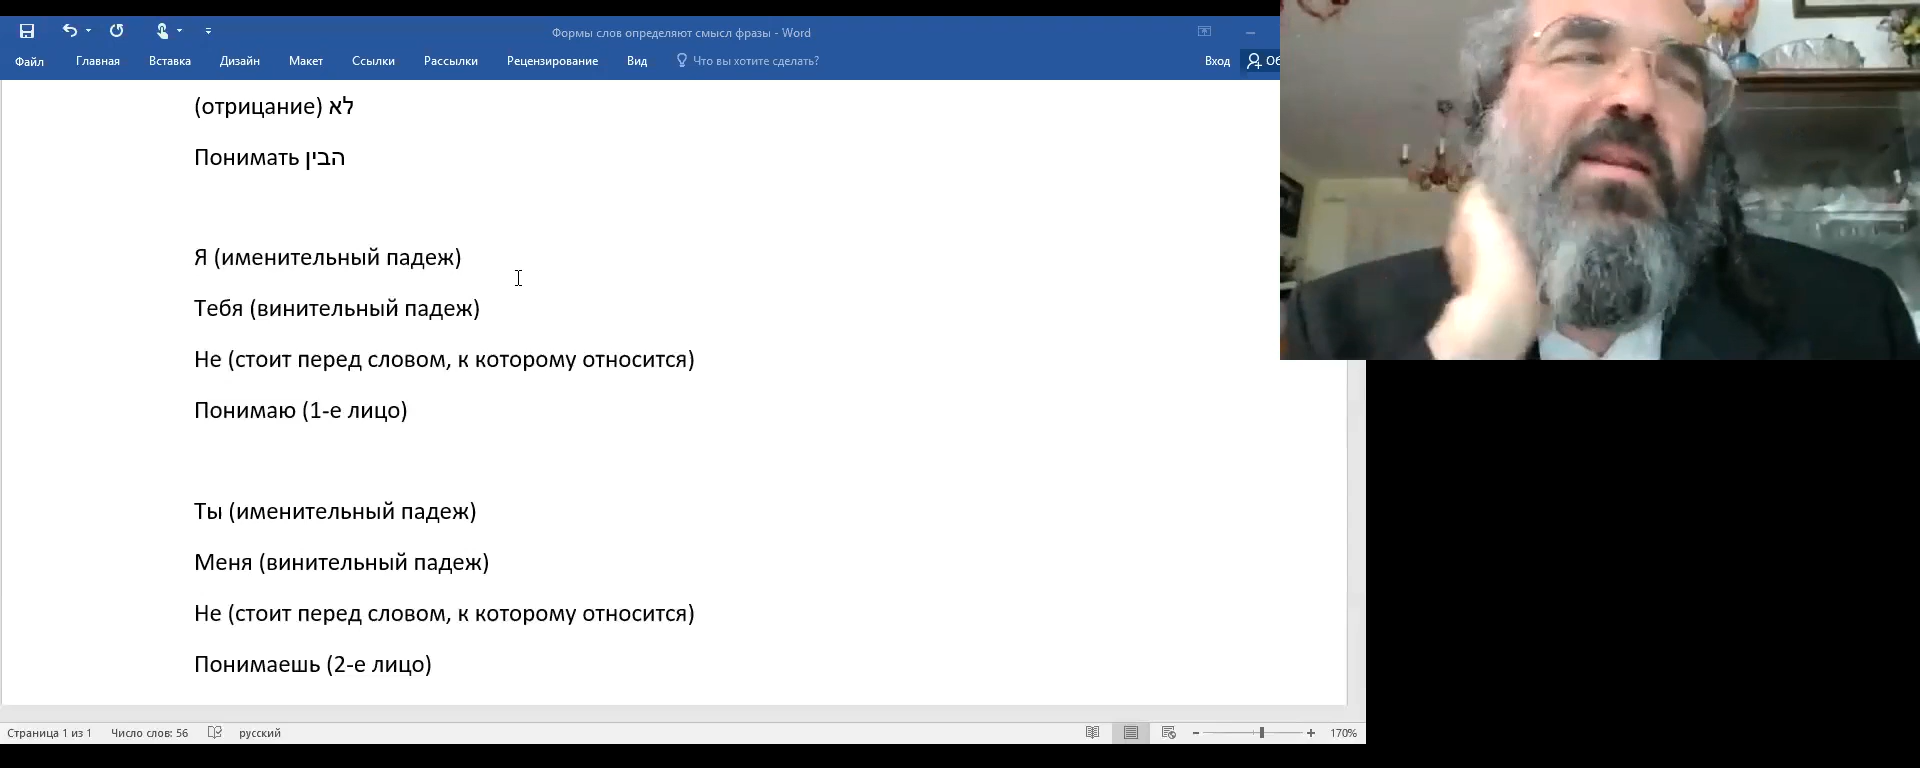 Формы слов определяют смысл фразы - Word
Файл Главная Вставка Дизайн Макет Ссылки Рассылки Рецензирование Вид Что вы хотите сделать? Вход Об
(отрицание) לא
Понимать הבין
Я (именительный падеж)
Тебя (винительный падеж)
Не (стоит перед словом, к которому относится)
Понимаю (1-е лицо)
Ты (именительный падеж)
Меня (винительный падеж)
Не (стоит перед словом, к которому относится)
Понимаешь (2-е лицо)
Страница 1 из 1 Число слов: 56 русский 170%